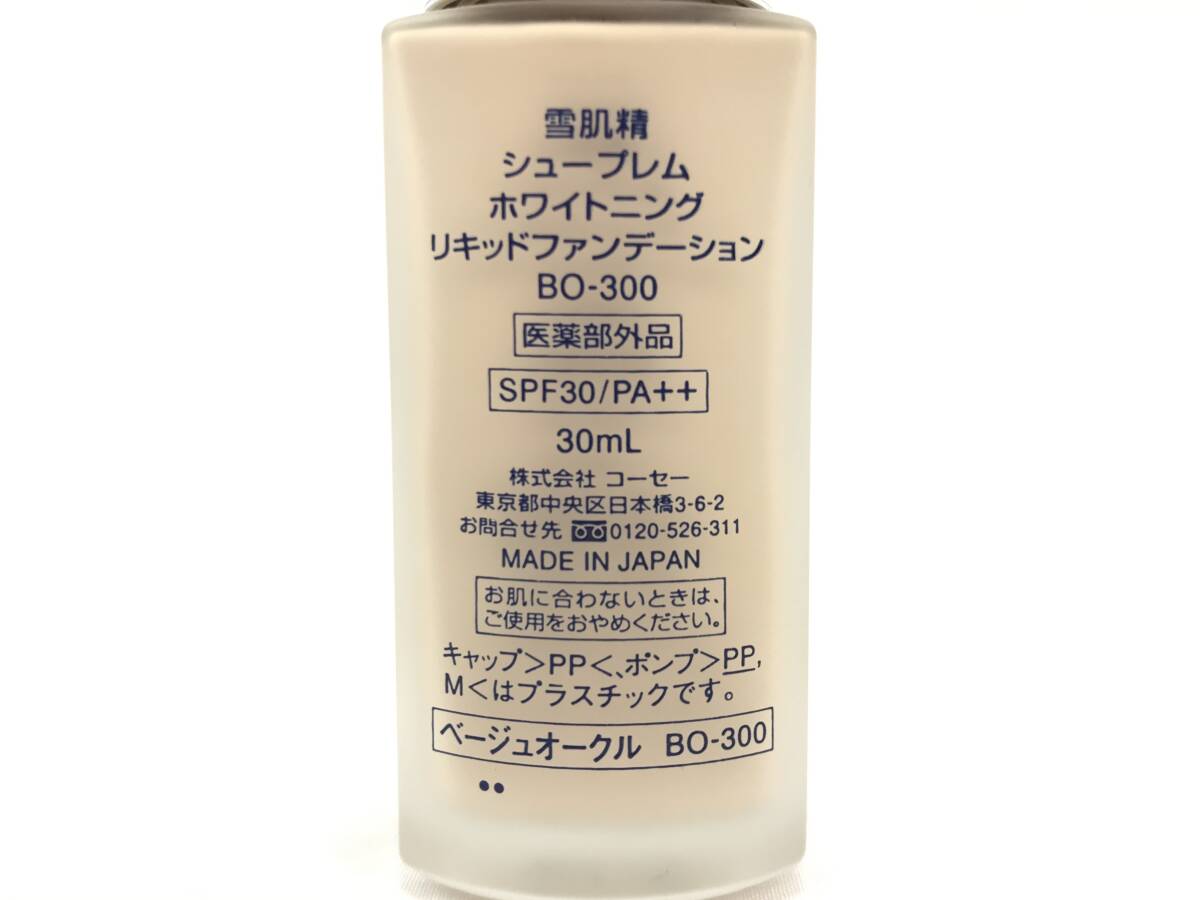 雪肌精
シュープレム
ホワイトニング
リキッドファンデーション
BO-300
医薬部外品
SPF30/PA++
30mL
株式会社 コーセー
東京都中央区日本橋3-6-2
お問合せ先 0120-526-311
MADE IN JAPAN
お肌に合わないときは、
ご使用をおやめください。
キャップ>PP<、ポンプ>PP,
M<はプラスチックです。
ベージュオークル BO-300